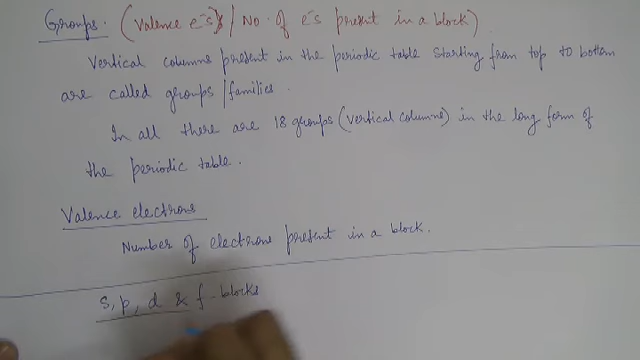 Groups. (Valence e⁻s / No. of e⁻s present in a block)
Vertical columns present in the periodic table starting from top to bottom
are called groups/families.
In all there are 18 groups (vertical columns) in the long form of
the periodic table.
Valence electrons
Number of electrons present in a block.
s, p, d & f-blocks